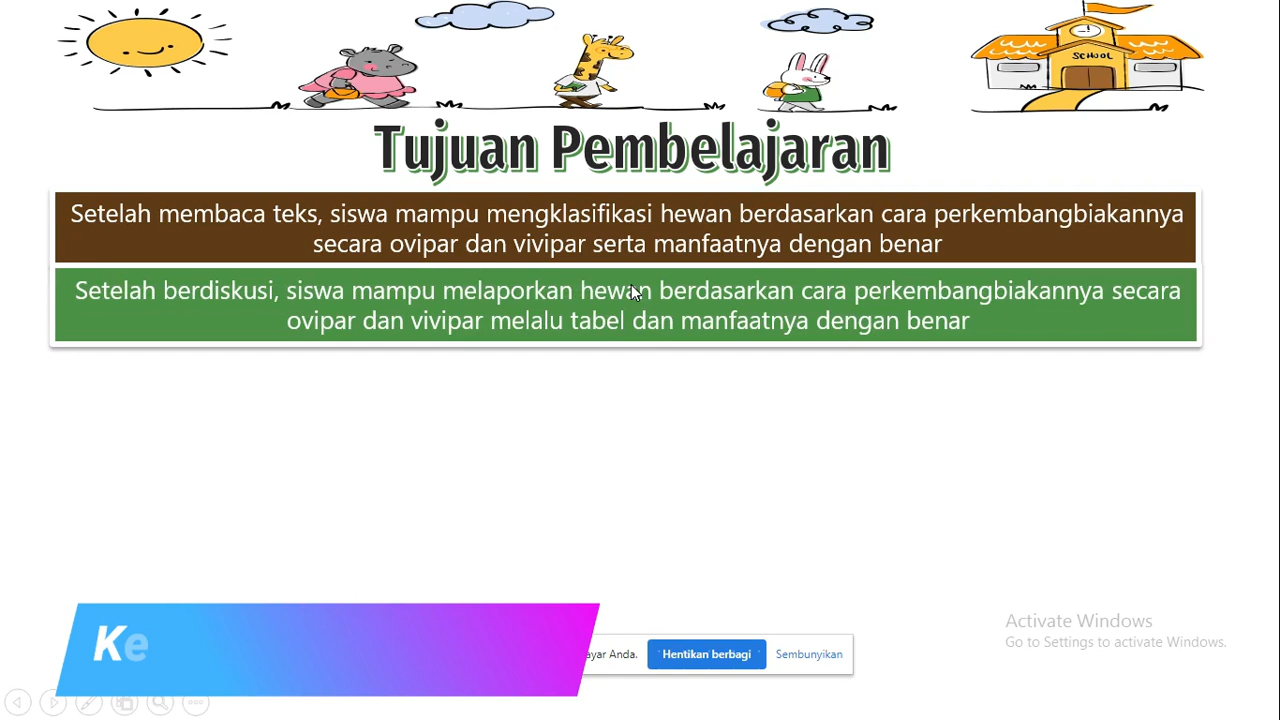 SCHOOL
Tujuan Pembelajaran
Setelah membaca teks, siswa mampu mengklasifikasi hewan berdasarkan cara perkembangbiakannya
secara ovipar dan vivipar serta manfaatnya dengan benar
Setelah berdiskusi, siswa mampu melaporkan hewan berdasarkan cara perkembangbiakannya secara
ovipar dan vivipar melalu tabel dan manfaatnya dengan benar
Activate Windows
Go to Settings to activate Windows.
Ke
ayar Anda.
Hentikan berbagi
Sembunyikan